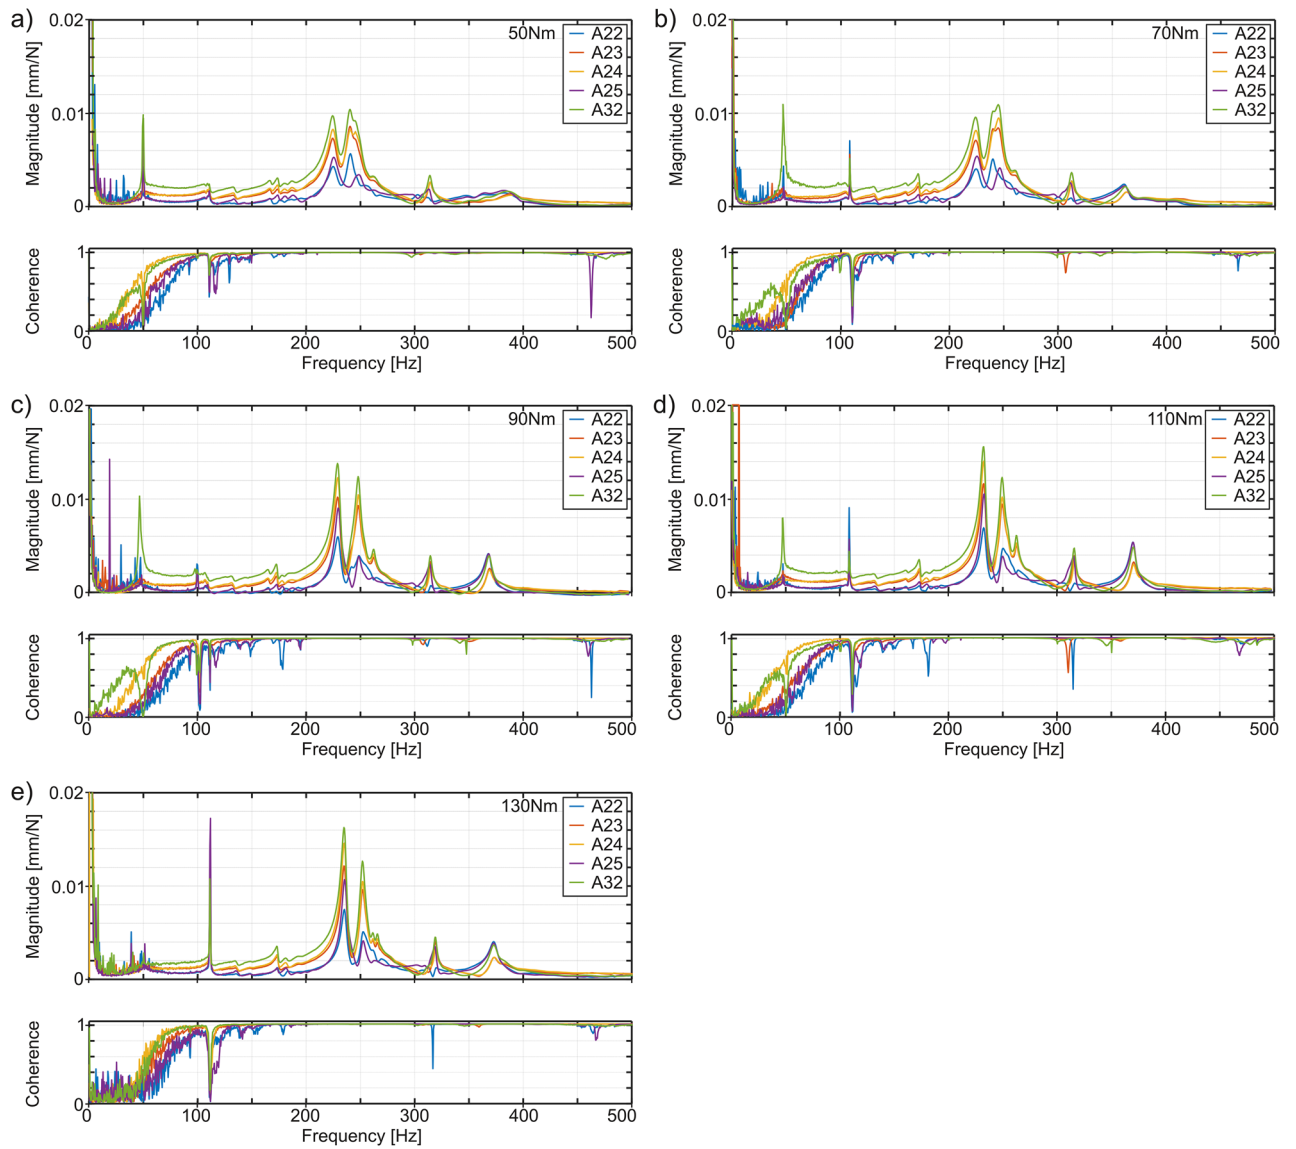 a)
0.02
0.01
0
Magnitude [mm/N]
50Nm
A22
A23
A24
A25
A32
1
0
Coherence
0 100 200 300 400 500
Frequency [Hz]
b)
0.02
0.01
0
Magnitude [mm/N]
70Nm
A22
A23
A24
A25
A32
1
0
Coherence
0 100 200 300 400 500
Frequency [Hz]
c)
0.02
0.01
0
Magnitude [mm/N]
90Nm
A22
A23
A24
A25
A32
1
0
Coherence
0 100 200 300 400 500
Frequency [Hz]
d)
0.02
0.01
0
Magnitude [mm/N]
110Nm
A22
A23
A24
A25
A32
1
0
Coherence
0 100 200 300 400 500
Frequency [Hz]
e)
0.02
0.01
0
Magnitude [mm/N]
130Nm
A22
A23
A24
A25
A32
1
0
Coherence
0 100 200 300 400 500
Frequency [Hz]